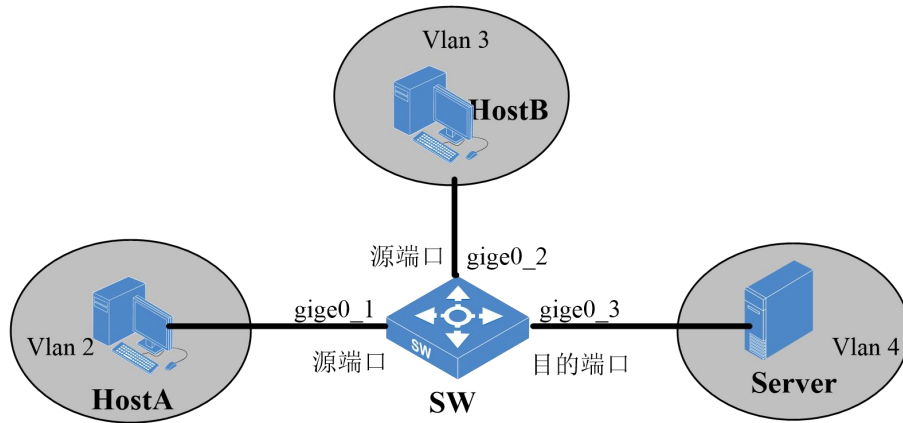 Vlan 3
HostB
源端口 gige0_2
gige0_1 gige0_3
Vlan 2 源端口 SW 目的端口 Vlan 4
HostA SW Server